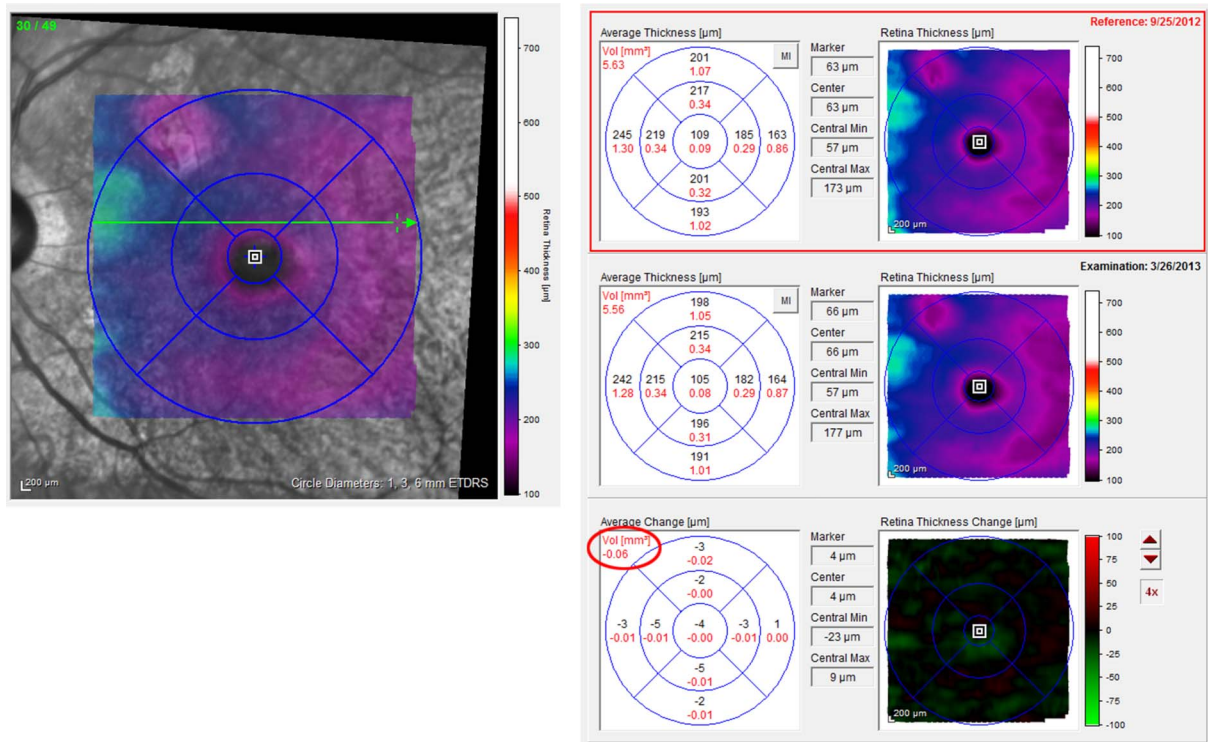 30 / 49
700
600
500
400
300
200
100
Retina Thickness [µm]
200 µm
Circle Diameters: 1, 3, 6 mm ETDRS
Reference: 9/25/2012
Average Thickness [µm]
Vol [mm³]
5.63
MI
201
1.07
217
0.34
245 219 109 185 163
1.30 0.34 0.09 0.29 0.86
201
0.32
193
1.02
Marker
63 µm
Center
63 µm
Central Min
57 µm
Central Max
173 µm
Retina Thickness [µm]
200 µm
700
600
500
400
300
200
100
Examination: 3/26/2013
Average Thickness [µm]
Vol [mm³]
5.56
MI
198
1.05
215
0.34
242 215 105 182 164
1.28 0.34 0.08 0.29 0.87
196
0.31
191
1.01
Marker
66 µm
Center
66 µm
Central Min
57 µm
Central Max
177 µm
Retina Thickness [µm]
200 µm
700
600
500
400
300
200
100
Average Change [µm]
Vol [mm³]
-0.06
-3
-0.02
-2
-0.00
-3 -5 -4 -3 1
-0.01 -0.01 -0.00 -0.01 0.00
-5
-0.01
-2
-0.01
Marker
4 µm
Center
4 µm
Central Min
-23 µm
Central Max
9 µm
Retina Thickness Change [µm]
200 µm
100
75
50
25
0
-25
-50
-75
-100
4x